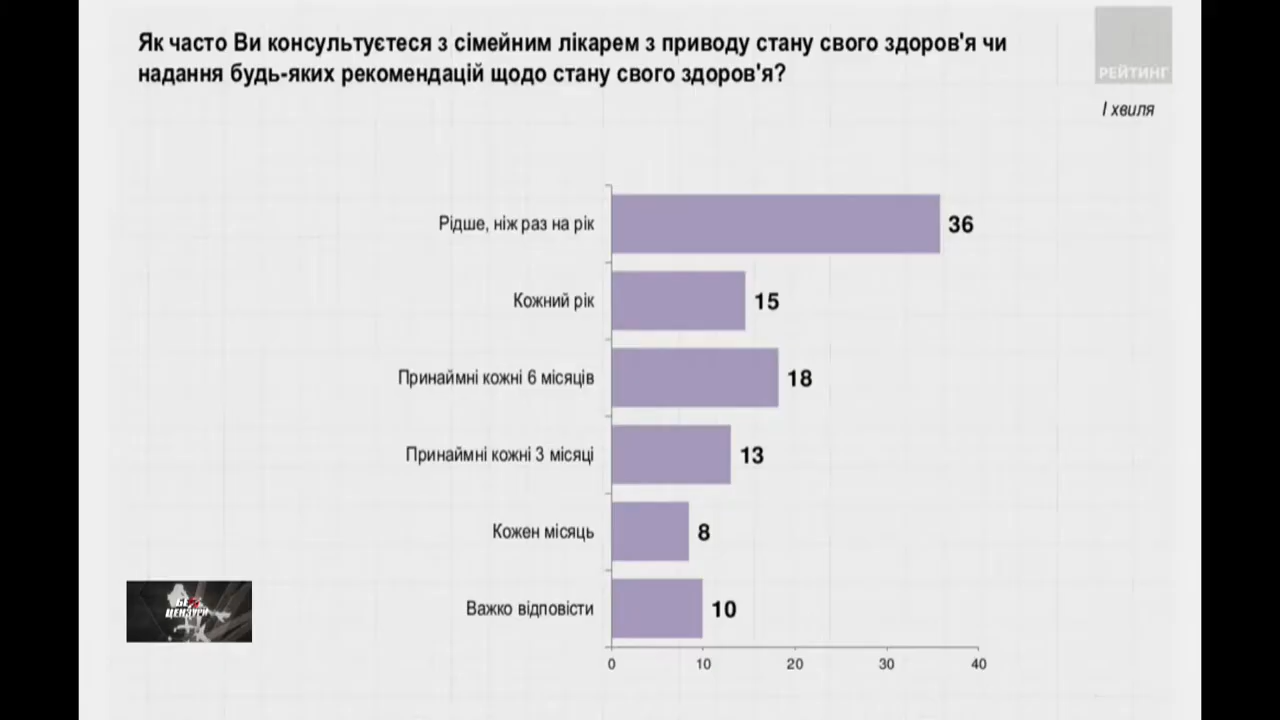 Як часто Ви консультуєтеся з сімейним лікарем з приводу стану свого здоров'я чи
надання будь-яких рекомендацій щодо стану свого здоров'я?
РЕЙТИНГ
І хвиля
Рідше, ніж раз на рік
36
Кожний рік
15
Принаймні кожні 6 місяців
18
Принаймні кожні 3 місяці
13
Кожен місяць
8
Важко відповісти
10
0 10 20 30 40
БЕZ
ЦЕНЗУРИ